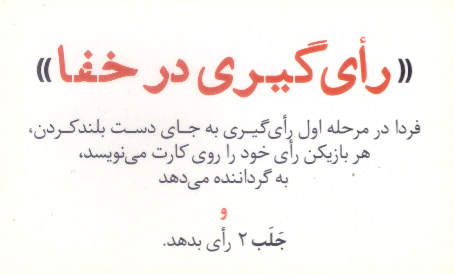 «رأی‌گیری در خفا»
فردا در مرحله اول رأی‌گیری به جای دست بلندکردن،
هر بازیکن رأی خود را روی کارت می‌نویسد،
به گرداننده می‌دهد
و
جَلَب ۲ رأی بدهد.